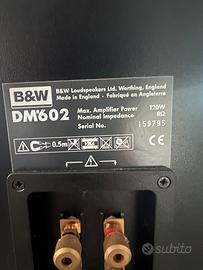 B&W
B&W Loudspeakers Ltd. Worthing, England
Made in England - Fabriqué en Angleterre
DM602
Max. Amplifier Power 120W
Nominal Impedance 8Ω
Serial No. 159795
0.5m
CE
subito